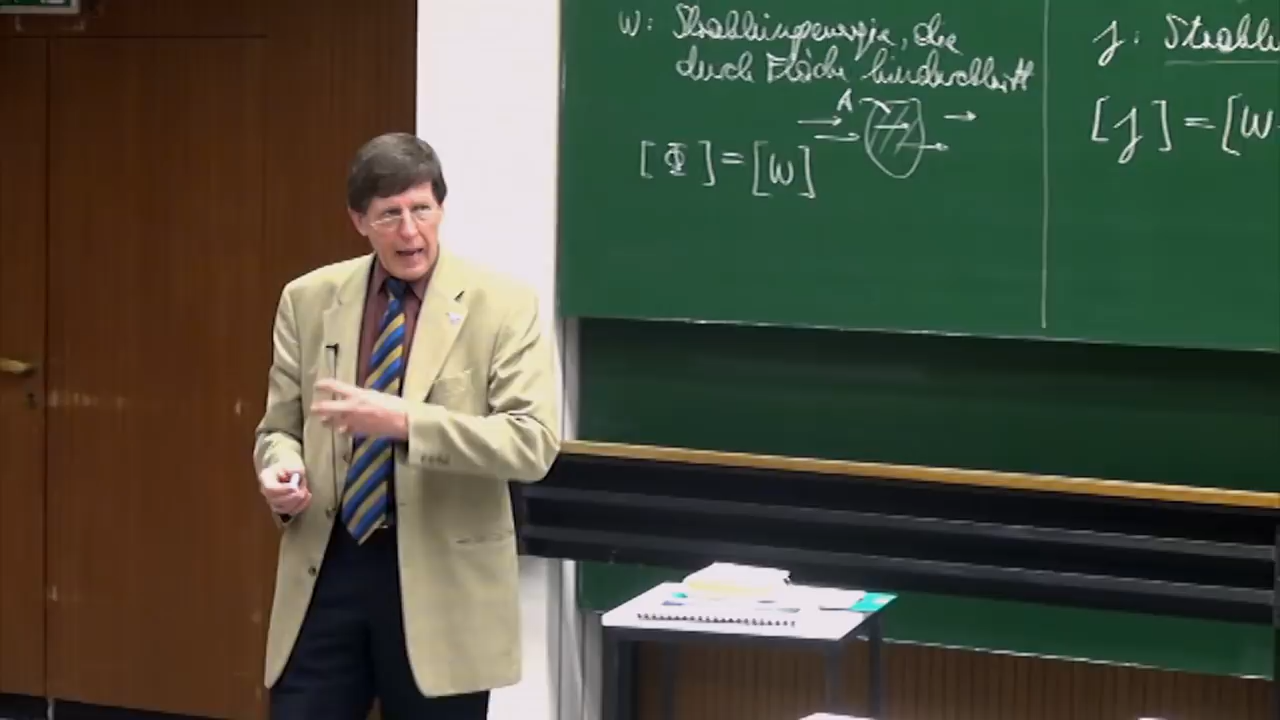 W: Strahlungsenergie, die
durch Fläche hindurchtritt
A
[Φ] = [W]
j: Strahlu
[j] = [W